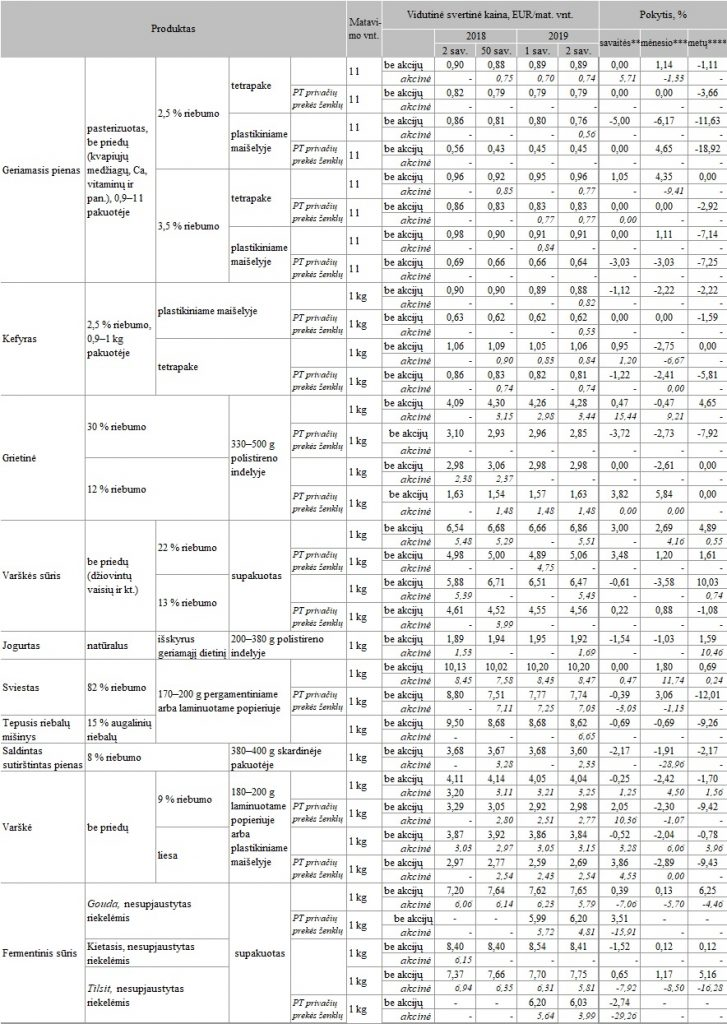 Produktas Matavimo vnt. Vidutinė svertinė kaina, EUR/mat. vnt. Pokytis, %
2018 2019 savaitės** mėnesio*** metų****
2 sav. 50 sav. 1 sav. 2 sav.
Geriamasis pienas pasterizuotas, be priedų (kvapiųjų medžiagų, Ca, vitaminų ir pan.), 0,9–1 l pakuotėje 2,5 % riebumo tetrapake 1 l be akcijų 0,90 0,88 0,89 0,89 0,00 1,14 -1,11
akcinė - 0,75 0,70 0,74 5,71 -1,33 -
PT privačių prekės ženklų 1 l be akcijų 0,82 0,79 0,79 0,79 0,00 0,00 -3,66
akcinė - - - - - - -
plastikiniame maišelyje 1 l be akcijų 0,86 0,81 0,80 0,76 -5,00 -6,17 -11,63
akcinė - - - 0,56 - - -
PT privačių prekės ženklų 1 l be akcijų 0,56 0,43 0,45 0,45 0,00 4,65 -18,92
akcinė - - - - - - -
3,5 % riebumo tetrapake 1 l be akcijų 0,96 0,92 0,95 0,96 1,05 4,35 0,00
akcinė - 0,85 - 0,77 - -9,41 -
PT privačių prekės ženklų 1 l be akcijų 0,86 0,83 0,83 0,83 0,00 0,00 -2,92
akcinė - - 0,77 0,77 0,00 - -
plastikiniame maišelyje 1 l be akcijų 0,98 0,90 0,91 0,91 0,00 1,11 -7,14
akcinė - - 0,84 - - - -
PT privačių prekės ženklų 1 l be akcijų 0,69 0,66 0,66 0,64 -3,03 -3,03 -7,25
akcinė - - - - - - -
Kefyras 2,5 % riebumo, 0,9–1 kg pakuotėje plastikiniame maišelyje 1 kg be akcijų 0,90 0,90 0,89 0,88 -1,12 -2,22 -2,22
akcinė - - - 0,82 - - -
PT privačių prekės ženklų 1 kg be akcijų 0,63 0,62 0,62 0,62 0,00 0,00 -1,59
akcinė - - - 0,53 - - -
tetrapake 1 kg be akcijų 1,06 1,09 1,05 1,06 0,95 -2,75 0,00
akcinė - 0,90 0,83 0,84 1,20 -6,67 -
PT privačių prekės ženklų 1 kg be akcijų 0,86 0,83 0,82 0,81 -1,22 -2,41 -5,81
akcinė - 0,74 - 0,74 - 0,00 -
Grietinė 30 % riebumo 330–500 g polistireno indelyje 1 kg be akcijų 4,09 4,30 4,26 4,28 0,47 -0,47 4,65
akcinė - 3,15 2,98 3,44 15,44 9,21 -
PT privačių prekės ženklų 1 kg be akcijų 3,10 2,93 2,96 2,85 -3,72 -2,73 -7,92
akcinė - - - - - - -
12 % riebumo 1 kg be akcijų 2,98 3,06 2,98 2,98 0,00 -2,61 0,00
akcinė 2,38 2,37 - - - - -
PT privačių prekės ženklų 1 kg be akcijų 1,63 1,54 1,57 1,63 3,82 5,84 0,00
akcinė - 1,48 1,48 1,48 0,00 0,00 -
Varškės sūris be priedų (džiovintų vaisių ir kt.) 22 % riebumo supakuotas 1 kg be akcijų 6,54 6,68 6,66 6,86 3,00 2,69 4,89
akcinė 5,48 5,29 - 5,51 - 4,16 0,55
PT privačių prekės ženklų 1 kg be akcijų 4,98 5,00 4,89 5,06 3,48 1,20 1,61
akcinė - - 4,75 - - - -
13 % riebumo 1 kg be akcijų 5,88 6,71 6,51 6,47 -0,61 -3,58 10,03
akcinė 5,39 - - 5,43 - - 0,74
PT privačių prekės ženklų 1 kg be akcijų 4,61 4,52 4,55 4,56 0,22 0,88 -1,08
akcinė - 3,99 - - - - -
Jogurtas natūralus išskyrus geriamąjį dietinį 200–380 g polistireno indelyje 1 kg be akcijų 1,89 1,94 1,95 1,92 -1,54 -1,03 1,59
akcinė 1,53 - - 1,69 - - 10,46
Sviestas 82 % riebumo 170–200 g pergamentiniame arba laminuotame popieriuje 1 kg be akcijų 10,13 10,02 10,20 10,20 0,00 1,80 0,69
akcinė 8,45 7,58 8,43 8,47 0,47 11,74 0,24
PT privačių prekės ženklų 1 kg be akcijų 8,80 7,51 7,77 7,74 -0,39 3,06 -12,01
akcinė - 7,11 7,25 7,03 -3,03 -1,13 -
Tepusis riebalų mišinys 15 % augalinių riebalų 1 kg be akcijų 9,50 8,68 8,68 8,62 -0,69 -0,69 -9,26
akcinė - - - 6,65 - - -
Saldintas sutirštintas pienas 8 % riebumo 380–400 g skardinėje pakuotėje 1 kg be akcijų 3,68 3,67 3,68 3,60 -2,17 -1,91 -2,17
akcinė - 3,28 - 2,33 - -28,96 -
Varškė be priedų 9 % riebumo 180–200 g laminuotame popieriuje arba plastikiniame maišelyje 1 kg be akcijų 4,11 4,14 4,05 4,04 -0,25 -2,42 -1,70
akcinė 3,20 3,11 3,21 3,25 1,25 4,50 1,56
PT privačių prekės ženklų 1 kg be akcijų 3,29 3,05 2,92 2,98 2,05 -2,30 -9,42
akcinė - 2,80 2,51 2,77 10,36 -1,07 -
liesa 1 kg be akcijų 3,87 3,92 3,86 3,84 -0,52 -2,04 -0,78
akcinė 3,03 2,97 3,05 3,15 3,28 6,06 3,96
PT privačių prekės ženklų 1 kg be akcijų 2,97 2,77 2,59 2,69 3,86 -2,89 -9,43
akcinė - 2,54 2,43 2,54 4,53 0,00 -
Fermentinis sūris Gouda, nesupjaustytas riekelėmis supakuotas 1 kg be akcijų 7,20 7,64 7,62 7,65 0,39 0,13 6,25
akcinė 6,06 6,14 6,23 5,79 -7,06 -5,70 -4,46
PT privačių prekės ženklų 1 kg be akcijų - - 5,99 6,20 3,51 - -
akcinė - - 5,72 4,81 -15,91 - -
Kietasis, nesupjaustytas riekelėmis 1 kg be akcijų 8,40 8,40 8,54 8,41 -1,52 0,12 0,12
akcinė 6,15 - - - - - -
Tilsit, nesupjaustytas riekelėmis 1 kg be akcijų 7,37 7,66 7,70 7,75 0,65 1,17 5,16
akcinė 6,94 6,35 6,31 5,81 -7,92 -8,50 -16,28
PT privačių prekės ženklų 1 kg be akcijų - - 6,20 6,03 -2,74 - -
akcinė - - 5,64 3,99 -29,26 - -